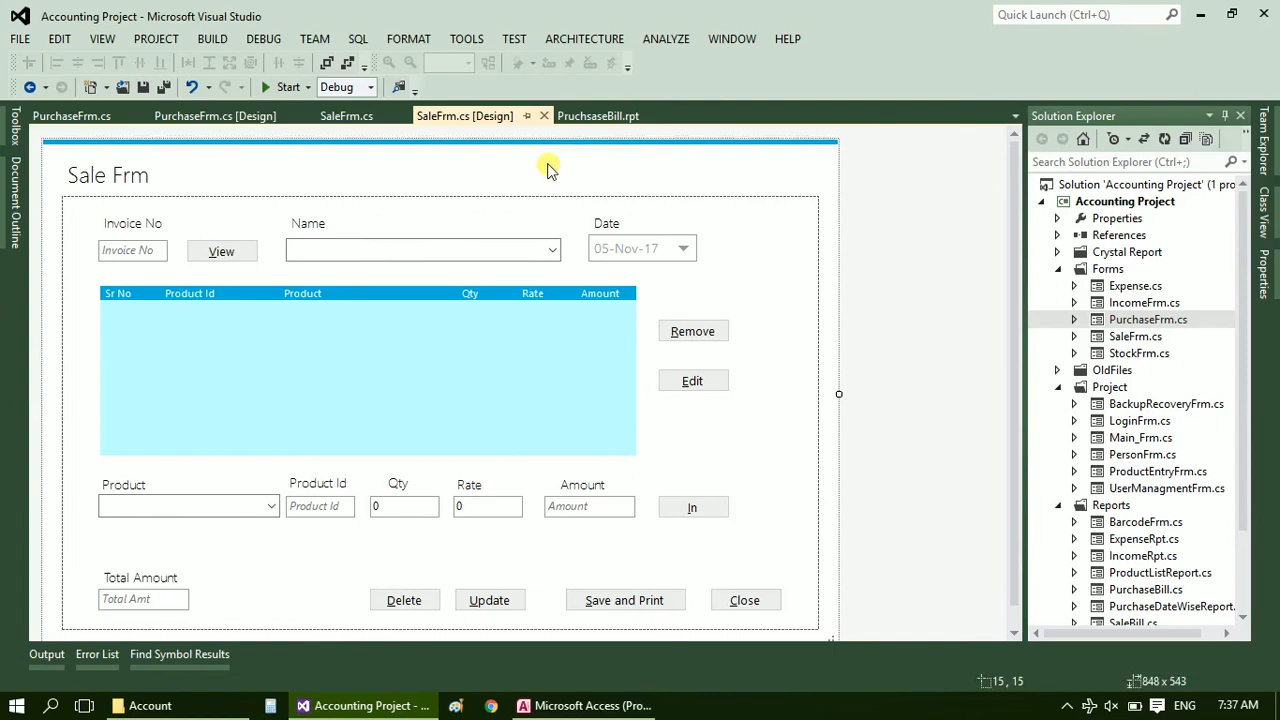 Accounting Project - Microsoft Visual Studio
Quick Launch (Ctrl+Q)
FILE EDIT VIEW PROJECT BUILD DEBUG TEAM SQL FORMAT TOOLS TEST ARCHITECTURE ANALYZE WINDOW HELP
Start Debug
PurchaseFrm.cs PurchaseFrm.cs [Design] SaleFrm.cs SaleFrm.cs [Design] PruchsaseBill.rpt
Toolbox
Document Outline
Sale Frm
Invoice No Name Date
Invoice No View 05-Nov-17
Sr No Product Id Product Qty Rate Amount
Remove
Edit
Product Product Id Qty Rate Amount
Product Id 0 0 Amount In
Total Amount
Total Amt Delete Update Save and Print Close
Solution Explorer
Search Solution Explorer (Ctrl+;)
Solution 'Accounting Project' (1 pro
Accounting Project
Properties
References
Crystal Report
Forms
Expense.cs
IncomeFrm.cs
PurchaseFrm.cs
SaleFrm.cs
StockFrm.cs
OldFiles
Project
BackupRecoveryFrm.cs
LoginFrm.cs
Main_Frm.cs
PersonFrm.cs
ProductEntryFrm.cs
UserManagmentFrm.cs
Reports
BarcodeFrm.cs
ExpenseRpt.cs
IncomeRpt.cs
ProductListReport.cs
PurchaseBill.cs
PurchaseDateWiseReport.
SaleBill.cs
Team Explorer
Class View
Properties
Output Error List Find Symbol Results
15 , 15 848 x 543
Account Accounting Project - ... Microsoft Access (Pro... ENG 7:37 AM